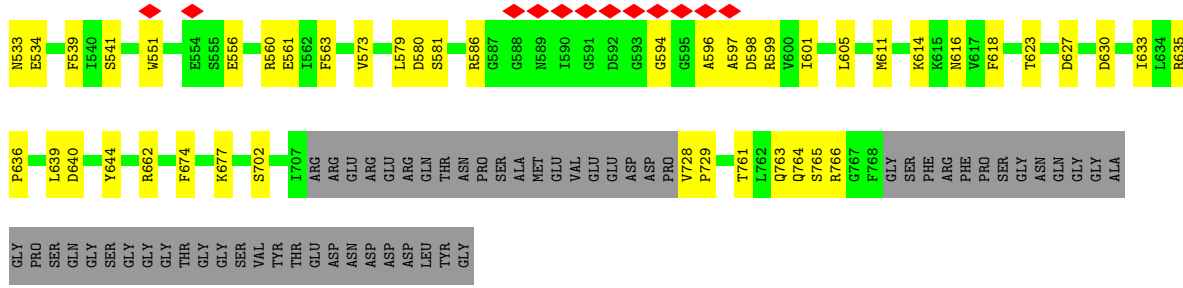 N533 E534 F539 I540 S541 W551 E554 S555 E556 R560 E561 I562 F563 V573 L579 D580 S581 R586 G587 G588 N589 I590 G591 D592 G593 G594 G595 A596 A597 D598 R599 V600 I601 L605 M611 K614 K615 N616 V617 F618 T623 D627 D630 I633 L634 R635
P636 L639 D640 Y644 R662 F674 K677 S702 I707 ARG ARG GLU ARG GLU ARG GLN THR ASN PRO SER ALA MET GLU VAL GLU GLU ASP ASP PRO V728 P729 T761 L762 Q763 Q764 S765 R766 G767 F768 GLY SER PHE ARG PHE PRO SER GLY ASN GLN GLY GLY ALA
GLY PRO SER GLN GLY SER GLY GLY GLY THR GLY GLY SER VAL TYR THR GLU ASP ASN ASP ASP ASP LEU TYR GLY